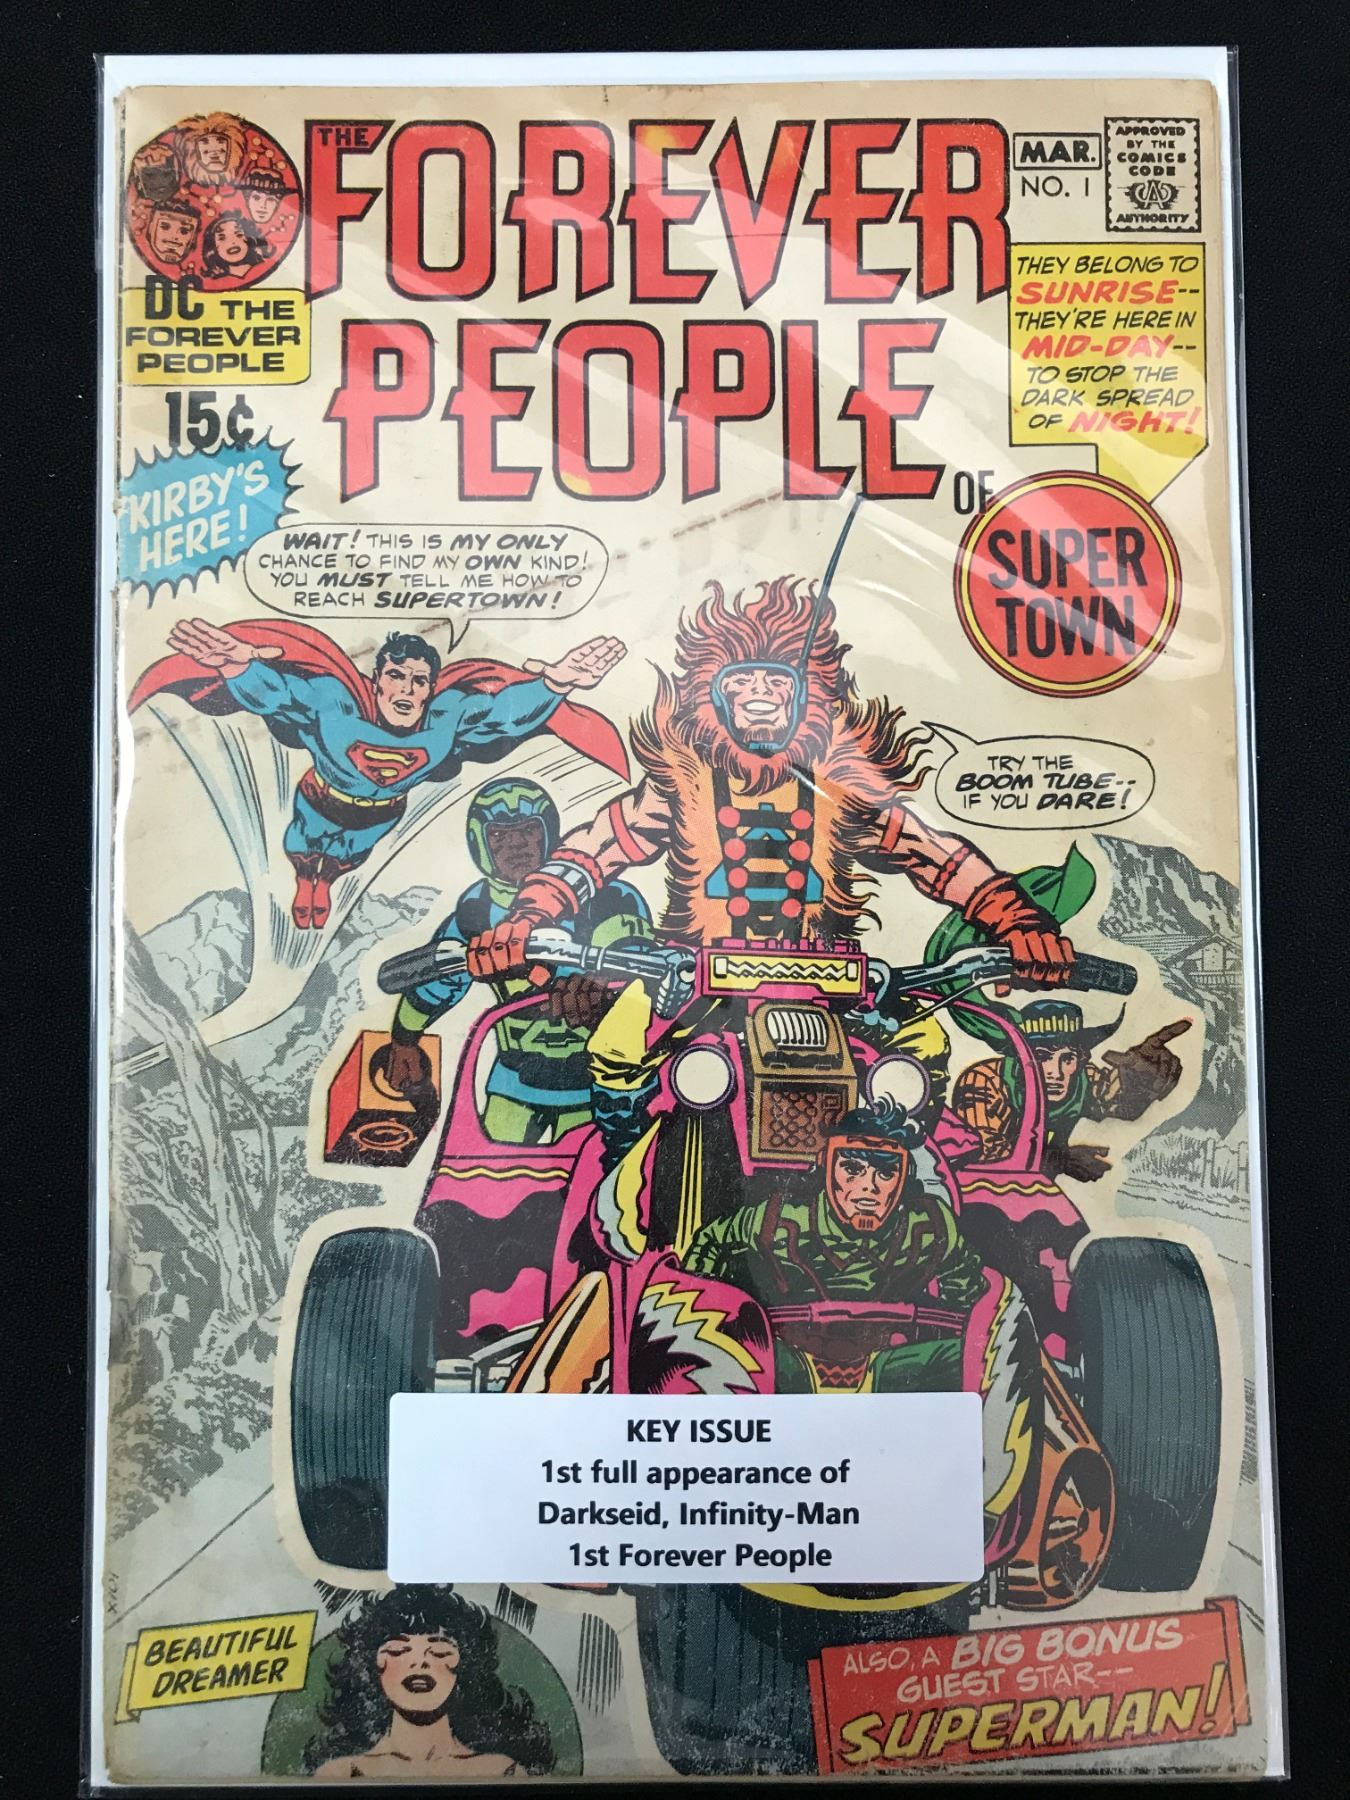 THE
FOREVER
PEOPLE
MAR.
NO. 1
APPROVED
BY THE
COMICS
CODE
AUTHORITY
DC THE
FOREVER
PEOPLE
15¢
KIRBY'S
HERE!
THEY BELONG TO
SUNRISE--
THEY'RE HERE IN
MID-DAY--
TO STOP THE
DARK SPREAD
OF NIGHT!
OF
SUPER
TOWN
WAIT! THIS IS MY ONLY
CHANCE TO FIND MY OWN KIND!
YOU MUST TELL ME HOW TO
REACH SUPERTOWN!
TRY THE
BOOM TUBE--
IF YOU DARE!
KEY ISSUE
1st full appearance of
Darkseid, Infinity-Man
1st Forever People
BEAUTIFUL
DREAMER
ALSO, A BIG BONUS
GUEST STAR--
SUPERMAN!